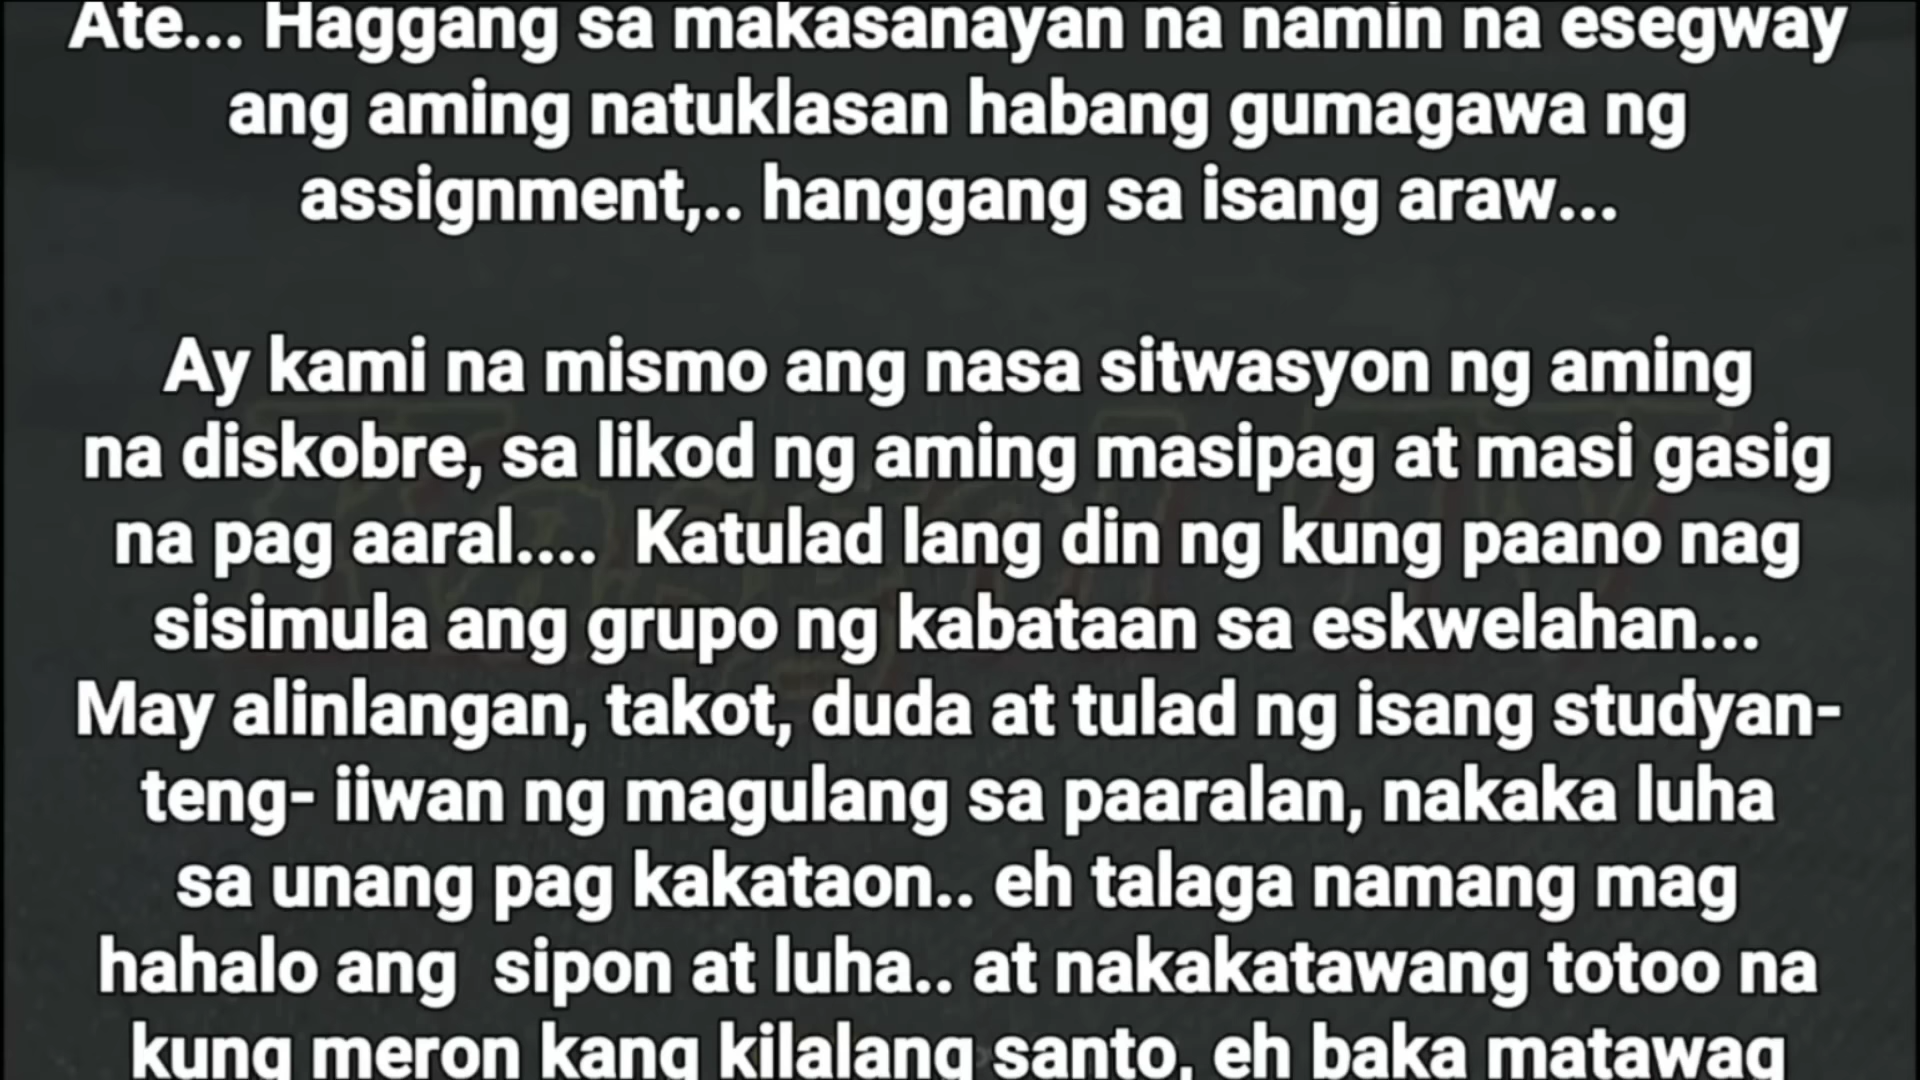 Ate... Haggang sa makasanayan na namin na esegway
ang aming natuklasan habang gumagawa ng
assignment,.. hanggang sa isang araw...
Ay kami na mismo ang nasa sitwasyon ng aming
na diskobre, sa likod ng aming masipag at masi gasig
na pag aaral.... Katulad lang din ng kung paano nag
sisimula ang grupo ng kabataan sa eskwelahan...
May alinlangan, takot, duda at tulad ng isang studyan-
teng- iiwan ng magulang sa paaralan, nakaka luha
sa unang pag kakataon.. eh talaga namang mag
hahalo ang sipon at luha.. at nakakatawang totoo na
kung meron kang kilalang santo, eh baka matawag